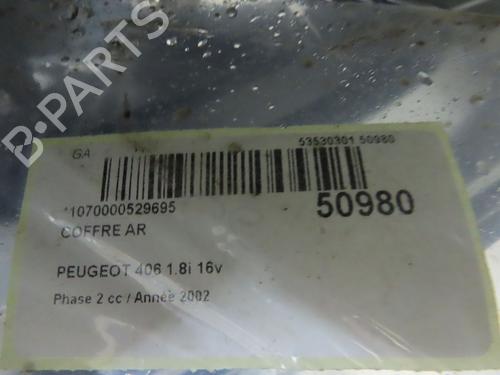 B-PARTS
GA
53530301 50980
*1070000529695
50980
COFFRE AR
PEUGEOT 406 1.8i 16v
Phase 2 cc / Année 2002